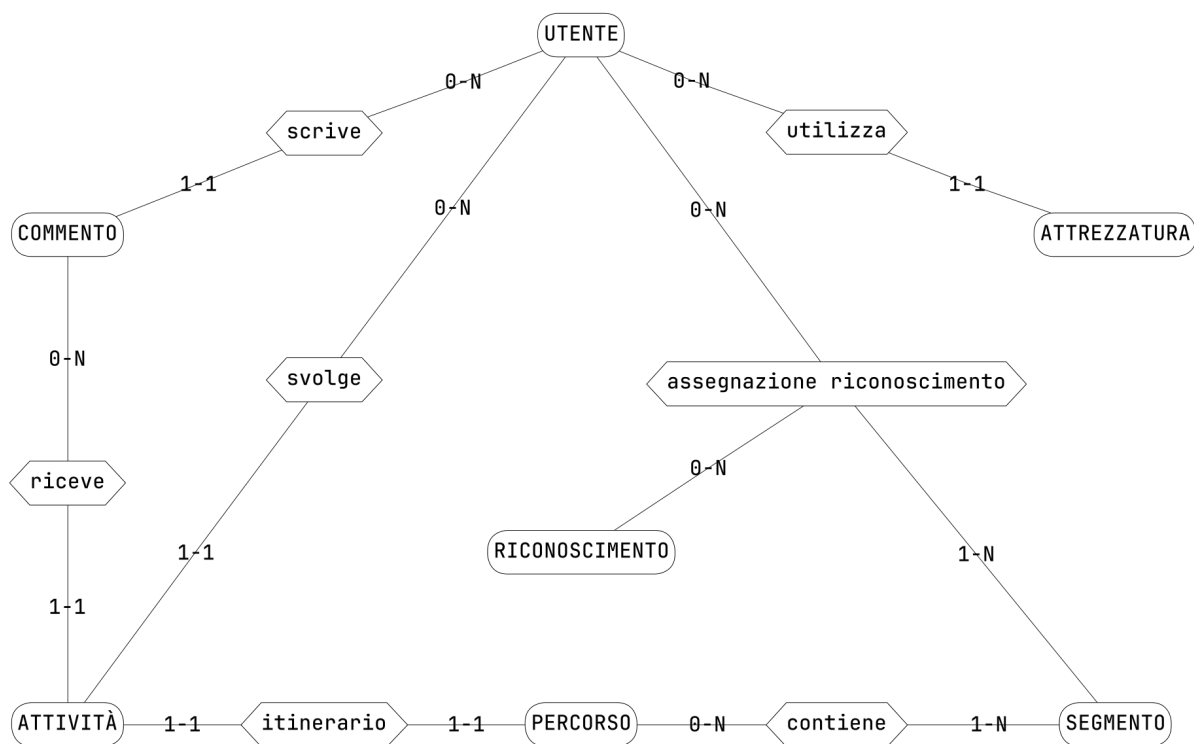 UTENTE
0-N
0-N
scrive
utilizza
1-1
1-1
0-N
0-N
COMMENTO
ATTREZZATURA
0-N
svolge
assegnazione riconoscimento
0-N
riceve
1-1
RICONOSCIMENTO
1-N
1-1
ATTIVITÀ
1-1
itinerario
1-1
PERCORSO
0-N
contiene
1-N
SEGMENTO